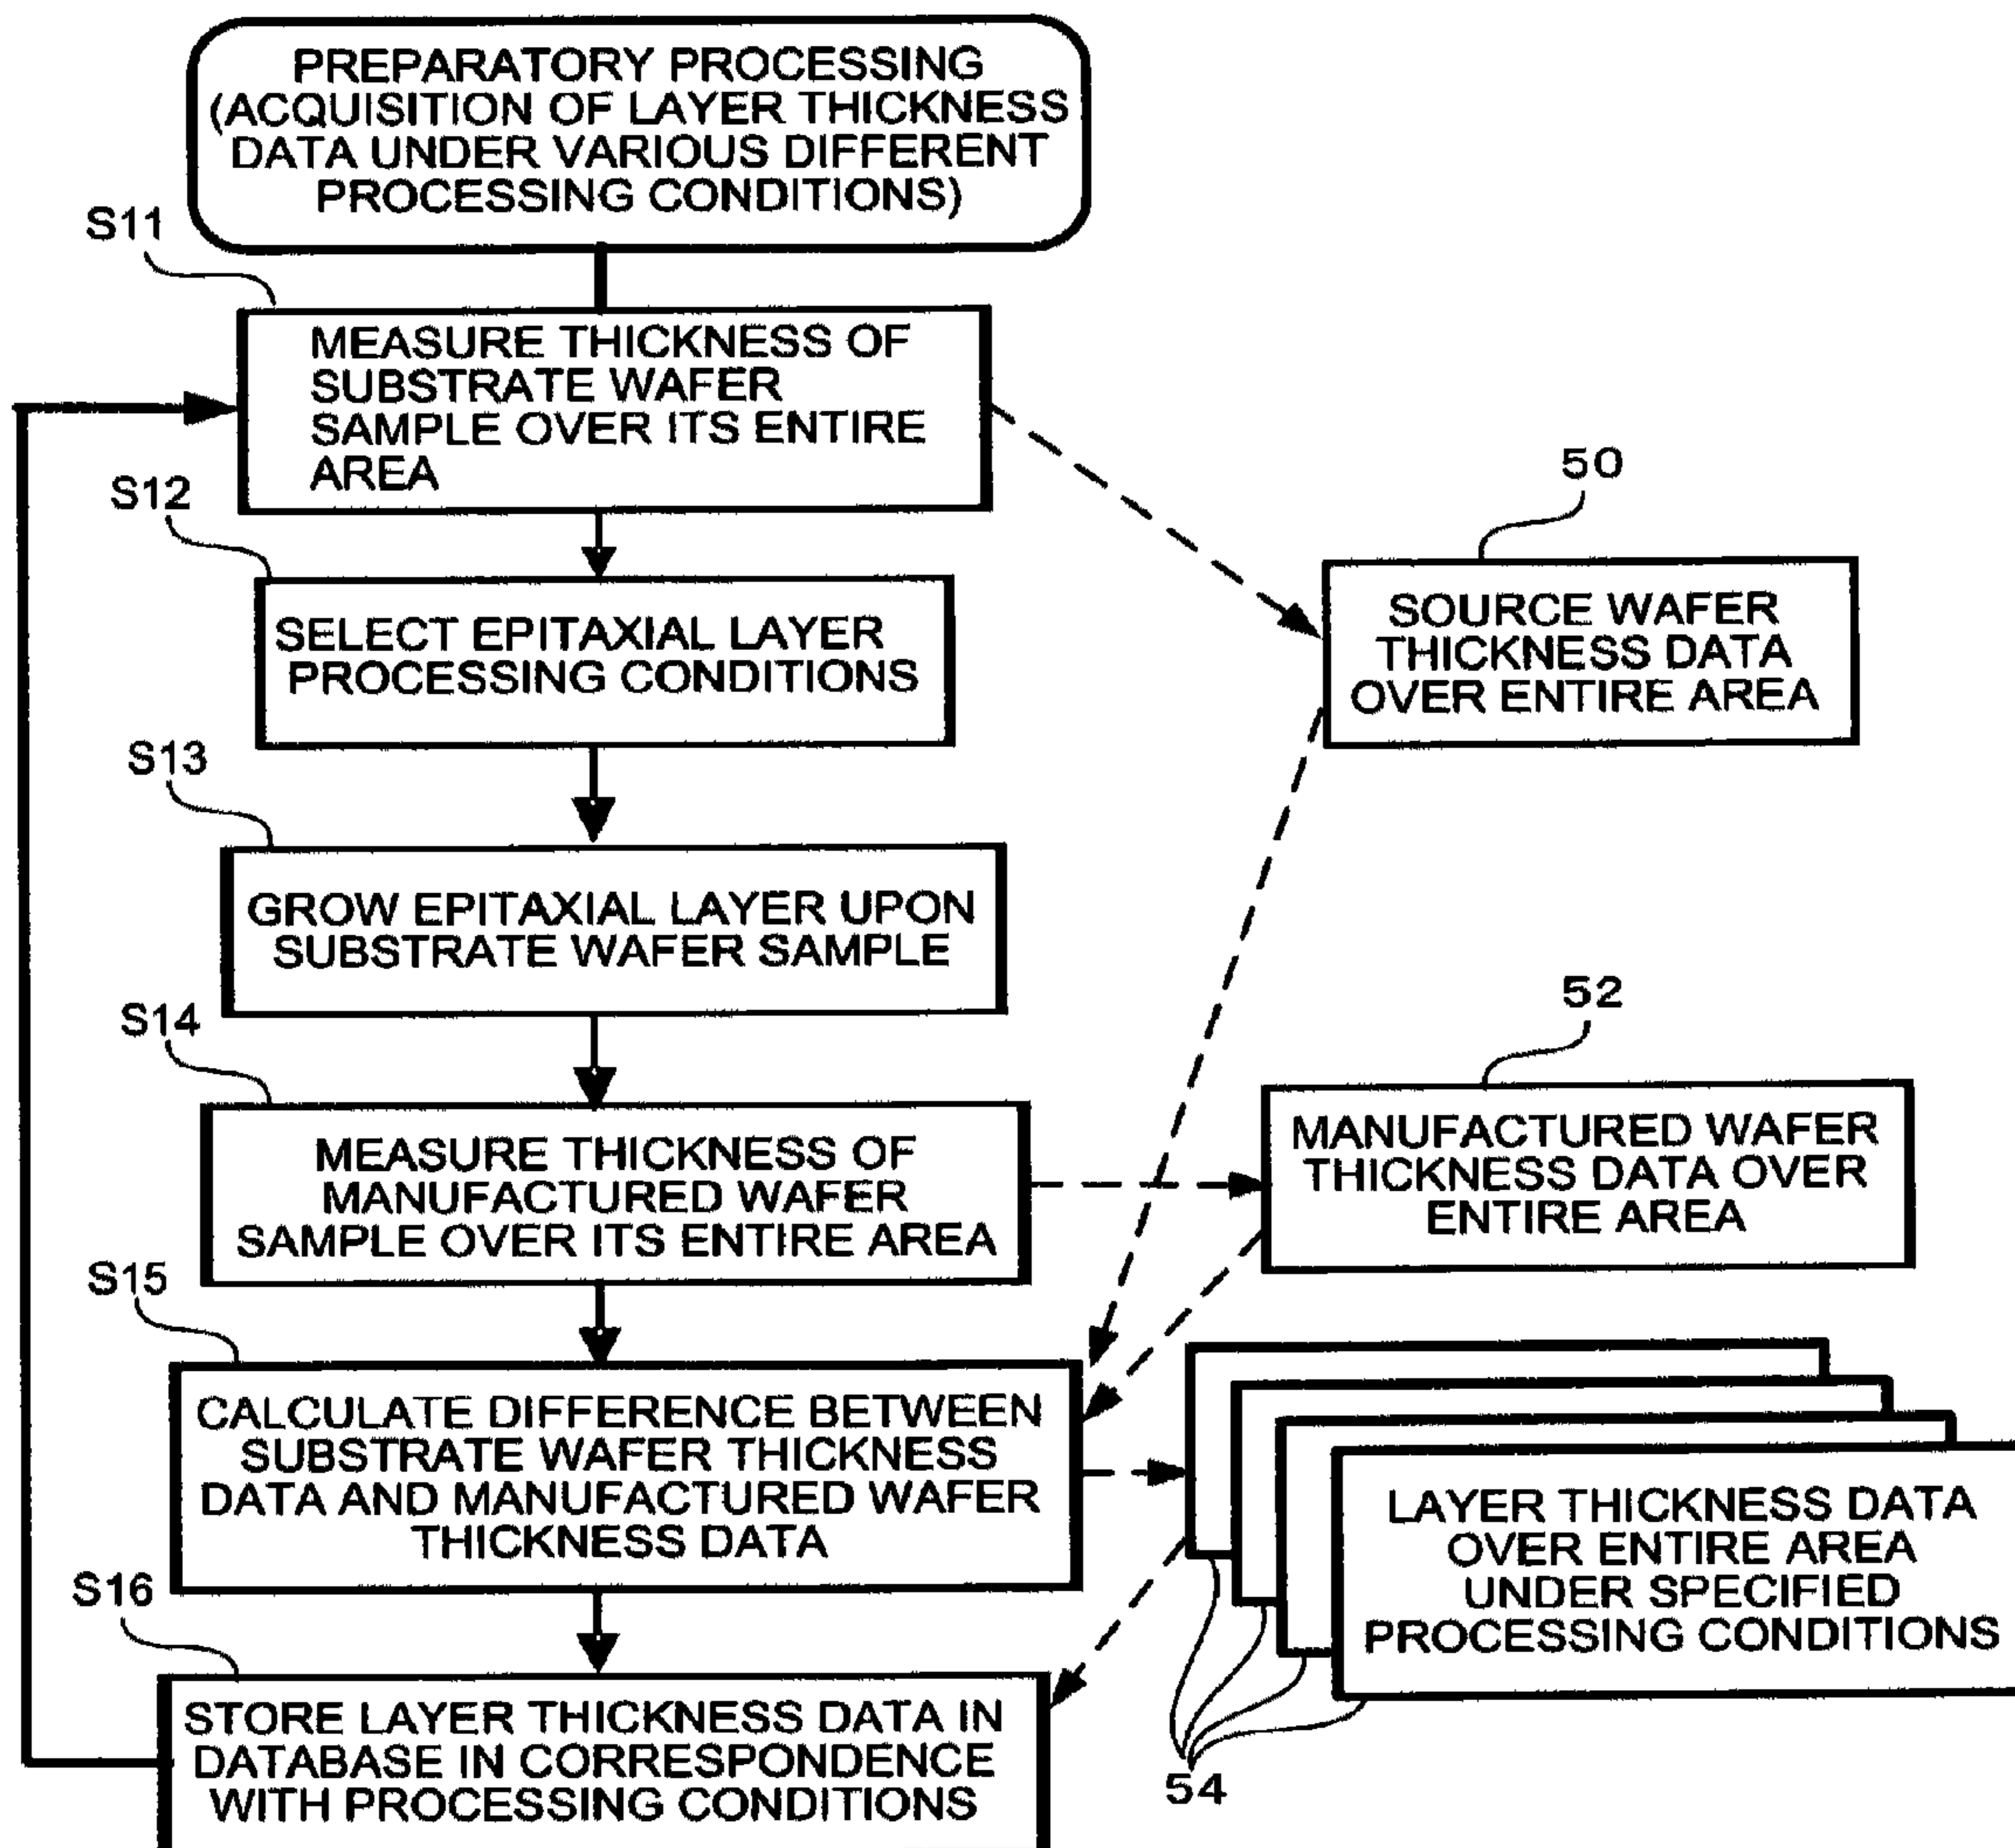 PREPARATORY PROCESSING
(ACQUISITION OF LAYER THICKNESS
DATA UNDER VARIOUS DIFFERENT
PROCESSING CONDITIONS)
S11
MEASURE THICKNESS OF
SUBSTRATE WAFER
SAMPLE OVER ITS ENTIRE
AREA
S12
SELECT EPITAXIAL LAYER
PROCESSING CONDITIONS
50
SOURCE WAFER
THICKNESS DATA
OVER ENTIRE AREA
S13
GROW EPITAXIAL LAYER UPON
SUBSTRATE WAFER SAMPLE
S14
MEASURE THICKNESS OF
MANUFACTURED WAFER
SAMPLE OVER ITS ENTIRE AREA
52
MANUFACTURED WAFER
THICKNESS DATA OVER
ENTIRE AREA
S15
CALCULATE DIFFERENCE BETWEEN
SUBSTRATE WAFER THICKNESS
DATA AND MANUFACTURED WAFER
THICKNESS DATA
LAYER THICKNESS DATA
OVER ENTIRE AREA
UNDER SPECIFIED
PROCESSING CONDITIONS
54
S16
STORE LAYER THICKNESS DATA IN
DATABASE IN CORRESPONDENCE
WITH PROCESSING CONDITIONS